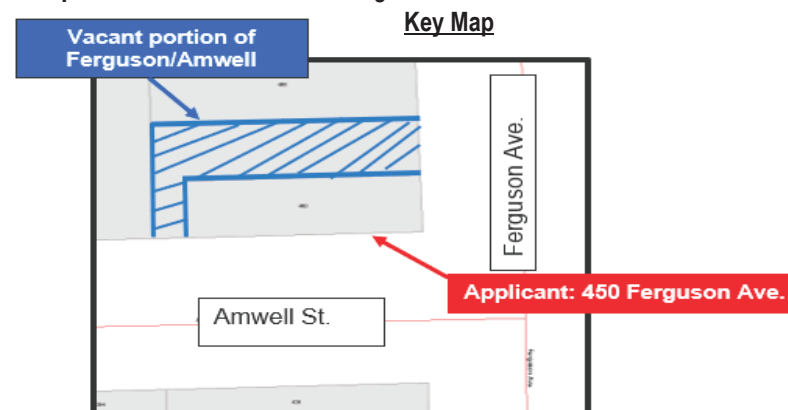 Key Map
Vacant portion of
Ferguson/Amwell
Ferguson Ave.
Applicant: 450 Ferguson Ave.
Amwell St.